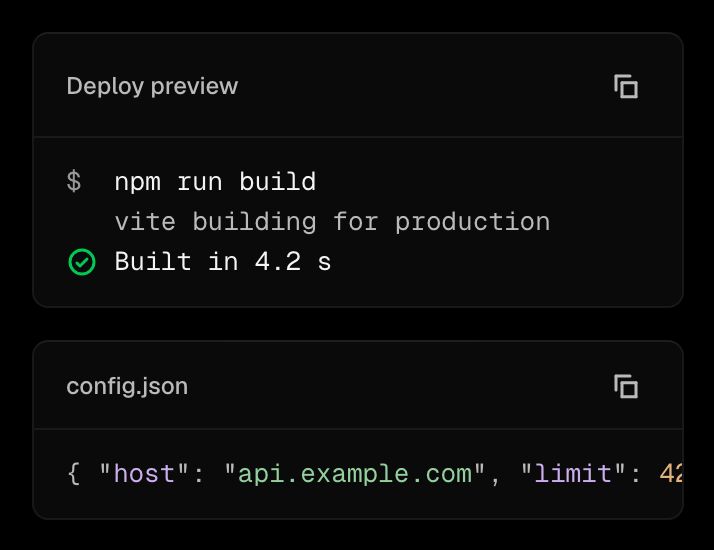 Deploy preview
$ npm run build
vite building for production
Built in 4.2 s
config.json
{ "host": "api.example.com", "limit": 42